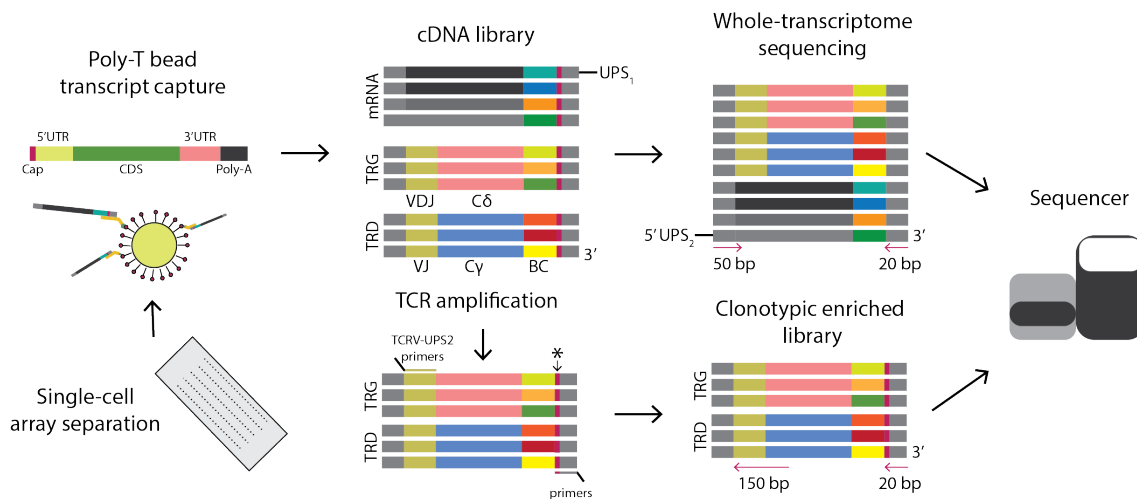 Poly-T bead
transcript capture
5'UTR
3'UTR
Cap
CDS
Poly-A
Single-cell
array separation
cDNA library
mRNA
UPS1
TRG
VDJ
Cδ
TRD
3'
VJ
Cγ
BC
TCR amplification
TCRV-UPS2
primers
*
TRG
TRD
primers
Whole-transcriptome
sequencing
5' UPS2
3'
50 bp
20 bp
Clonotypic enriched
library
TRG
TRD
3'
150 bp
20 bp
Sequencer